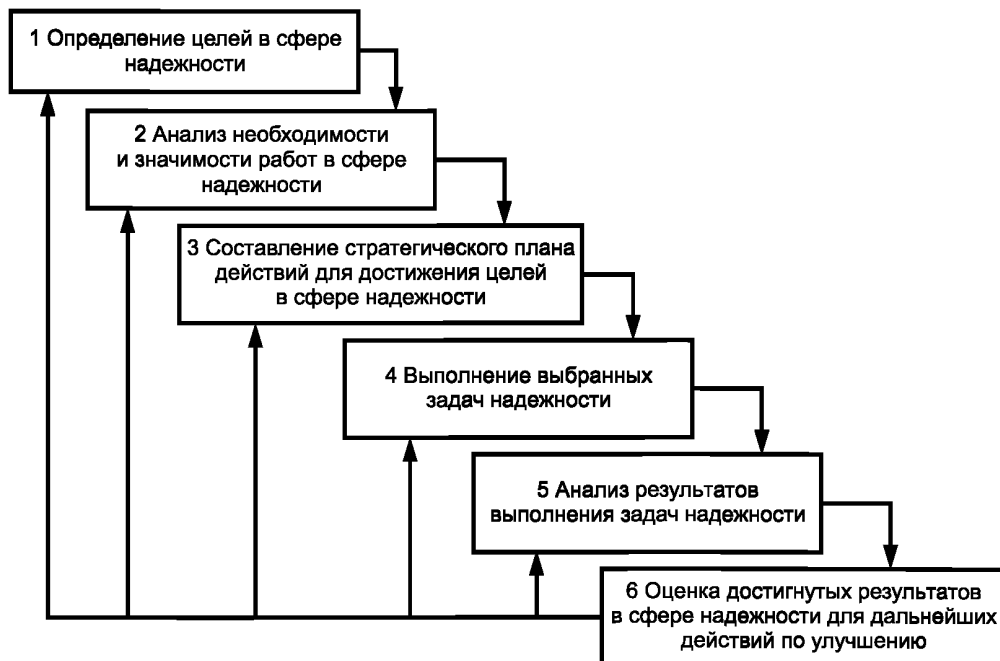 1 Определение целей в сфере
надежности
2 Анализ необходимости
и значимости работ в сфере
надежности
3 Составление стратегического плана
действий для достижения целей
в сфере надежности
4 Выполнение выбранных
задач надежности
5 Анализ результатов
выполнения задач надежности
6 Оценка достигнутых результатов
в сфере надежности для дальнейших
действий по улучшению